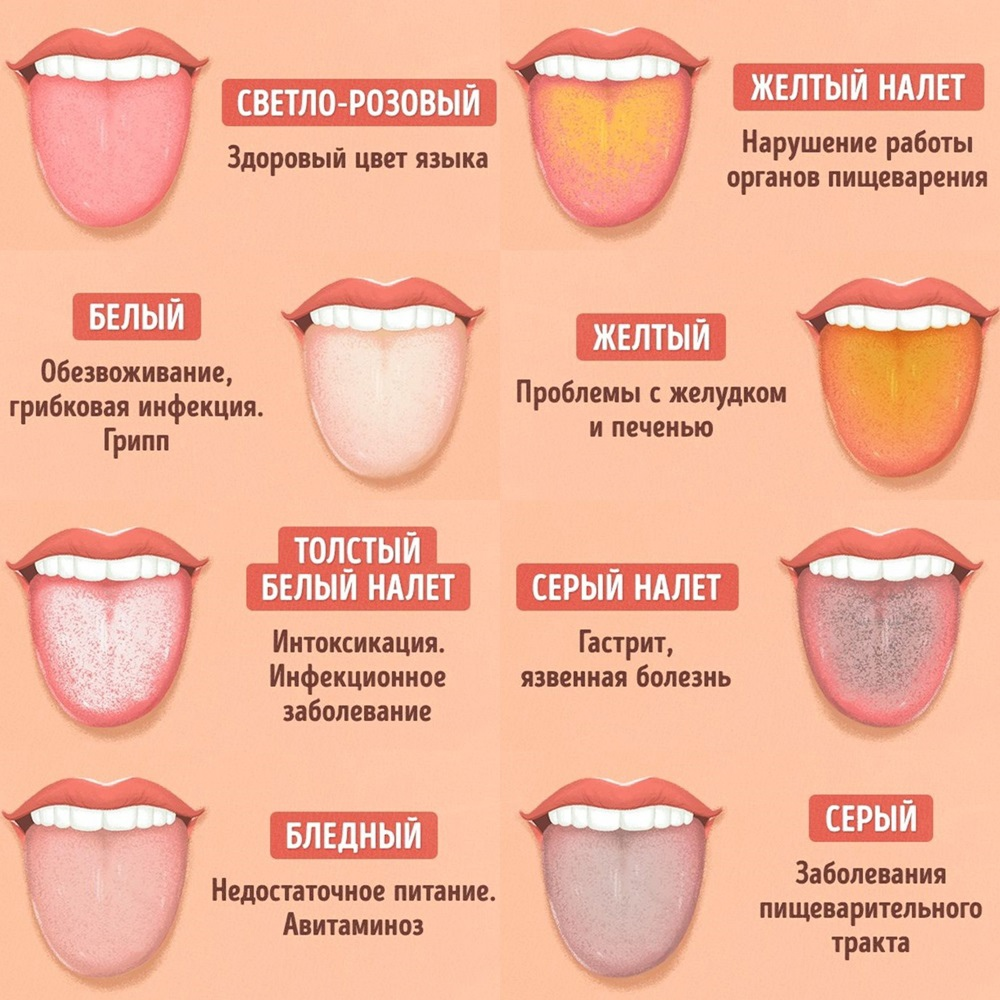 СВЕТЛО-РОЗОВЫЙ
Здоровый цвет языка
ЖЕЛТЫЙ НАЛЕТ
Нарушение работы
органов пищеварения
БЕЛЫЙ
Обезвоживание,
грибковая инфекция.
Грипп
ЖЕЛТЫЙ
Проблемы с желудком
и печенью
ТОЛСТЫЙ
БЕЛЫЙ НАЛЕТ
Интоксикация.
Инфекционное
заболевание
СЕРЫЙ НАЛЕТ
Гастрит,
язвенная болезнь
БЛЕДНЫЙ
Недостаточное питание.
Авитаминоз
СЕРЫЙ
Заболевания
пищеварительного
тракта